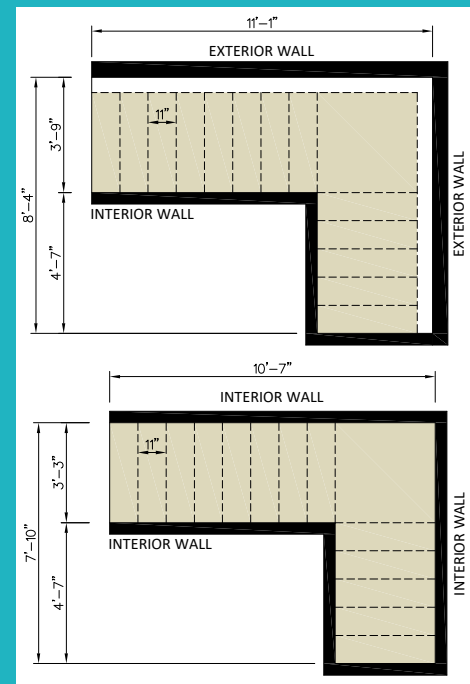 11'-1"
EXTERIOR WALL
11"
3'-9"
8'-4"
4'-7"
INTERIOR WALL
EXTERIOR WALL
10'-7"
INTERIOR WALL
11"
3'-3"
7'-10"
4'-7"
INTERIOR WALL
INTERIOR WALL